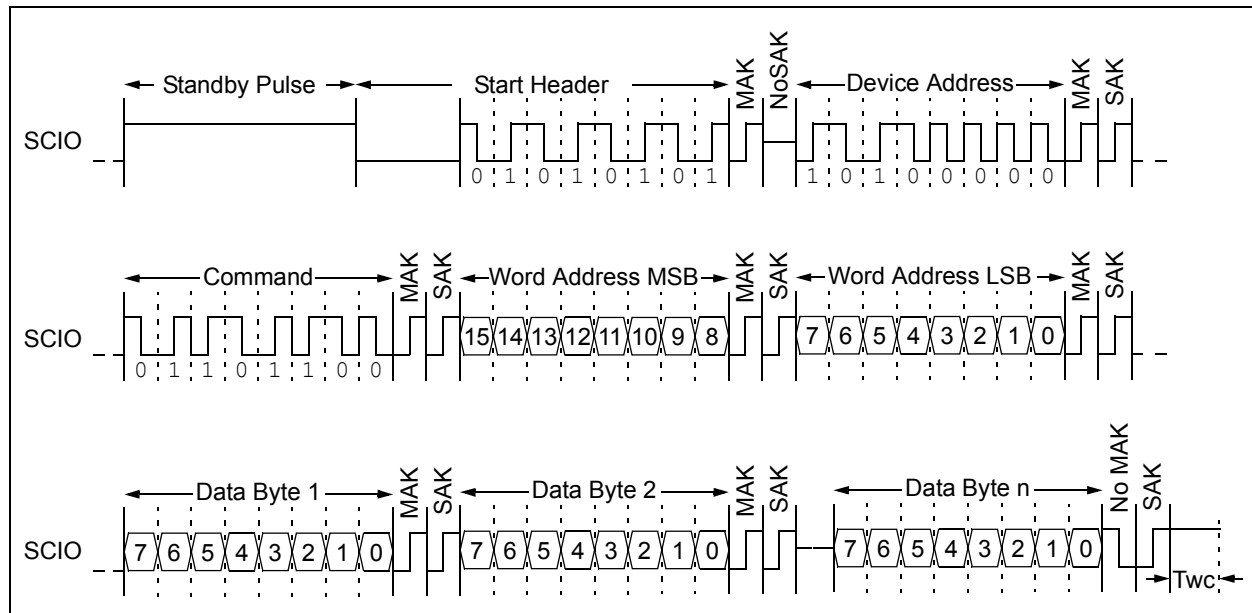 Standby Pulse Start Header MAK NoSAK Device Address MAK SAK
SCIO
0 1 0 1 0 1 0 1 1 0 1 0 0 0 0 0
Command MAK SAK Word Address MSB MAK SAK Word Address LSB MAK SAK
SCIO 15 14 13 12 11 10 9 8 7 6 5 4 3 2 1 0
0 1 1 0 1 1 0 0
Data Byte 1 MAK SAK Data Byte 2 MAK SAK Data Byte n No MAK SAK
SCIO 7 6 5 4 3 2 1 0 7 6 5 4 3 2 1 0 7 6 5 4 3 2 1 0
Twc